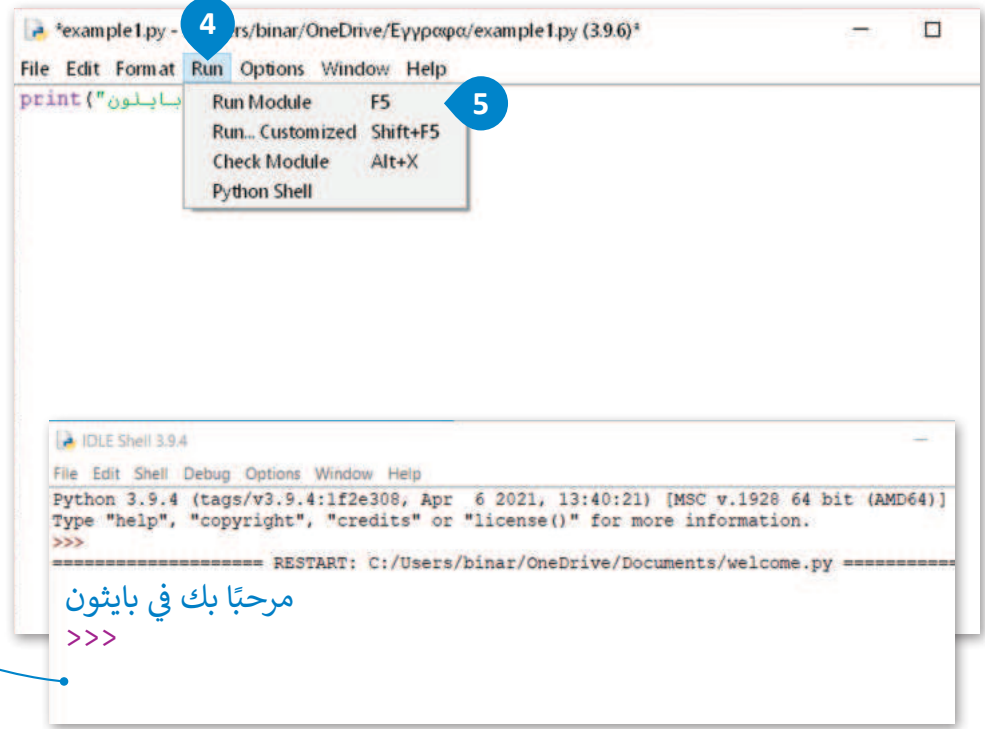 *example1.py - rs/binar/OneDrive/Εγγραφα/example1.py (3.9.6)*
4
File Edit Format Run Options Window Help
print("بايثون
Run Module F5
5
Run... Customized Shift+F5
Check Module Alt+X
Python Shell
IDLE Shell 3.9.4
File Edit Shell Debug Options Window Help
Python 3.9.4 (tags/v3.9.4:1f2e308, Apr 6 2021, 13:40:21) [MSC v.1928 64 bit (AMD64)]
Type "help", "copyright", "credits" or "license()" for more information.
>>>
==================== RESTART: C:/Users/binar/OneDrive/Documents/welcome.py ===========
مرحبًا بك في بايثون
>>>